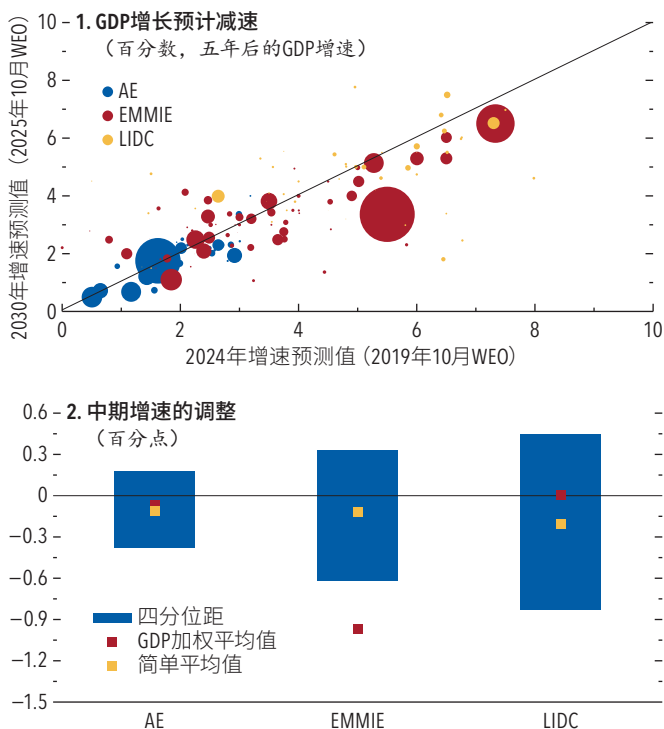 1. GDP增长预计减速
（百分数，五年后的GDP增速）
AE
EMMIE
LIDC
2030年增速预测值（2025年10月WEO）
10
8
6
4
2
0
0
2
4
6
8
10
2024年增速预测值（2019年10月WEO）
2. 中期增速的调整
（百分点）
0.6
0.3
0
−0.3
−0.6
−0.9
−1.2
−1.5
四分位距
GDP加权平均值
简单平均值
AE
EMMIE
LIDC